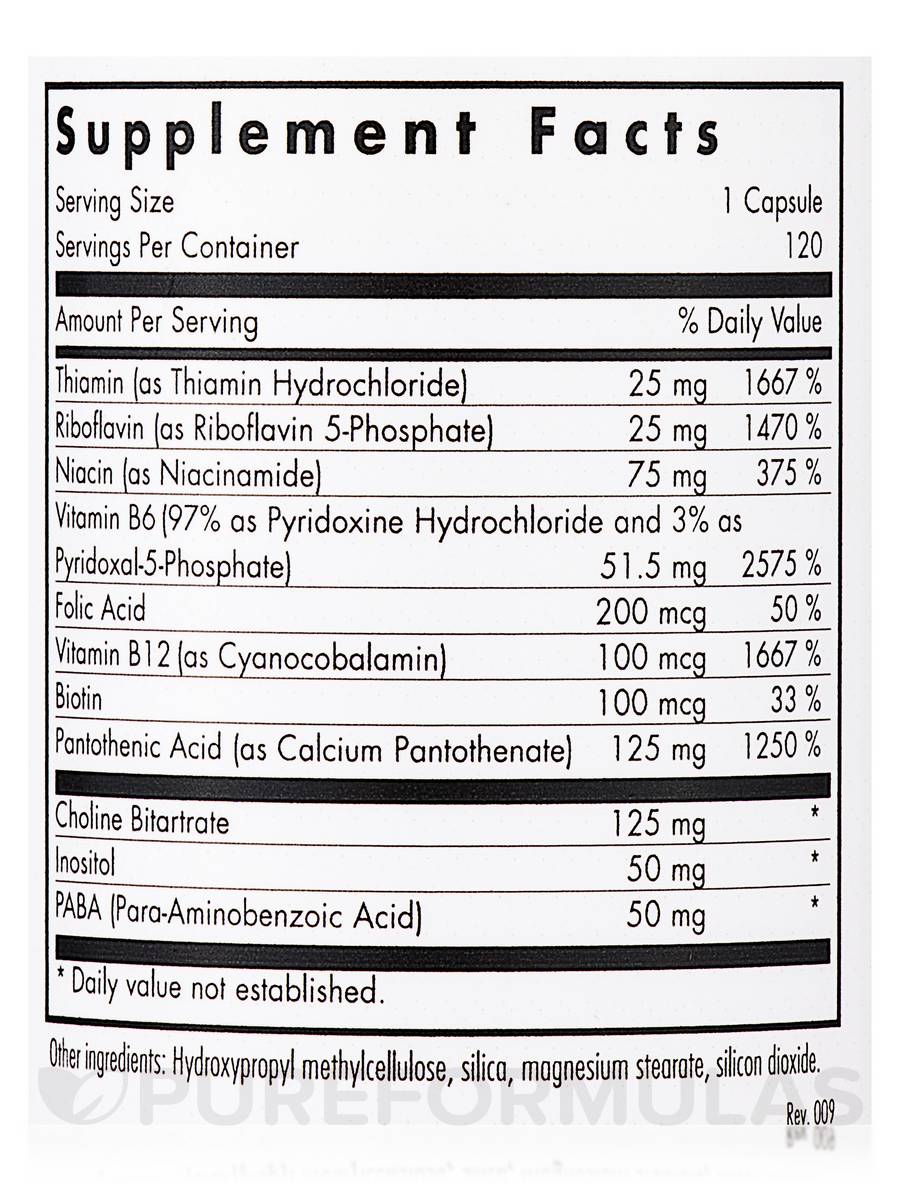 Supplement Facts
Serving Size 1 Capsule
Servings Per Container 120
Amount Per Serving % Daily Value
Thiamin (as Thiamin Hydrochloride) 25 mg 1667 %
Riboflavin (as Riboflavin 5-Phosphate) 25 mg 1470 %
Niacin (as Niacinamide) 75 mg 375 %
Vitamin B6 (97% as Pyridoxine Hydrochloride and 3% as
Pyridoxal-5-Phosphate) 51.5 mg 2575 %
Folic Acid 200 mcg 50 %
Vitamin B12 (as Cyanocobalamin) 100 mcg 1667 %
Biotin 100 mcg 33 %
Pantothenic Acid (as Calcium Pantothenate) 125 mg 1250 %
Choline Bitartrate 125 mg *
Inositol 50 mg *
PABA (Para-Aminobenzoic Acid) 50 mg *
* Daily value not established.
Other ingredients: Hydroxypropyl methylcellulose, silica, magnesium stearate, silicon dioxide.
PUREFORMULAS
Rev. 009